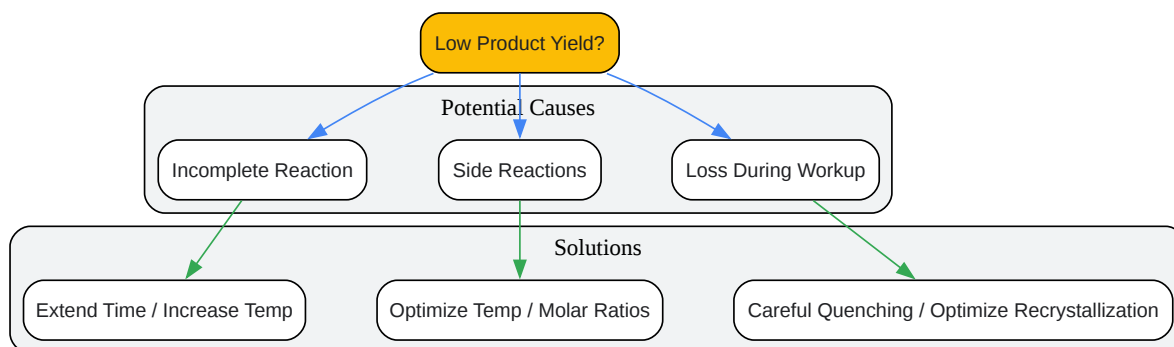 Low Product Yield?
Potential Causes
Incomplete Reaction
Side Reactions
Loss During Workup
Solutions
Extend Time / Increase Temp
Optimize Temp / Molar Ratios
Careful Quenching / Optimize Recrystallization